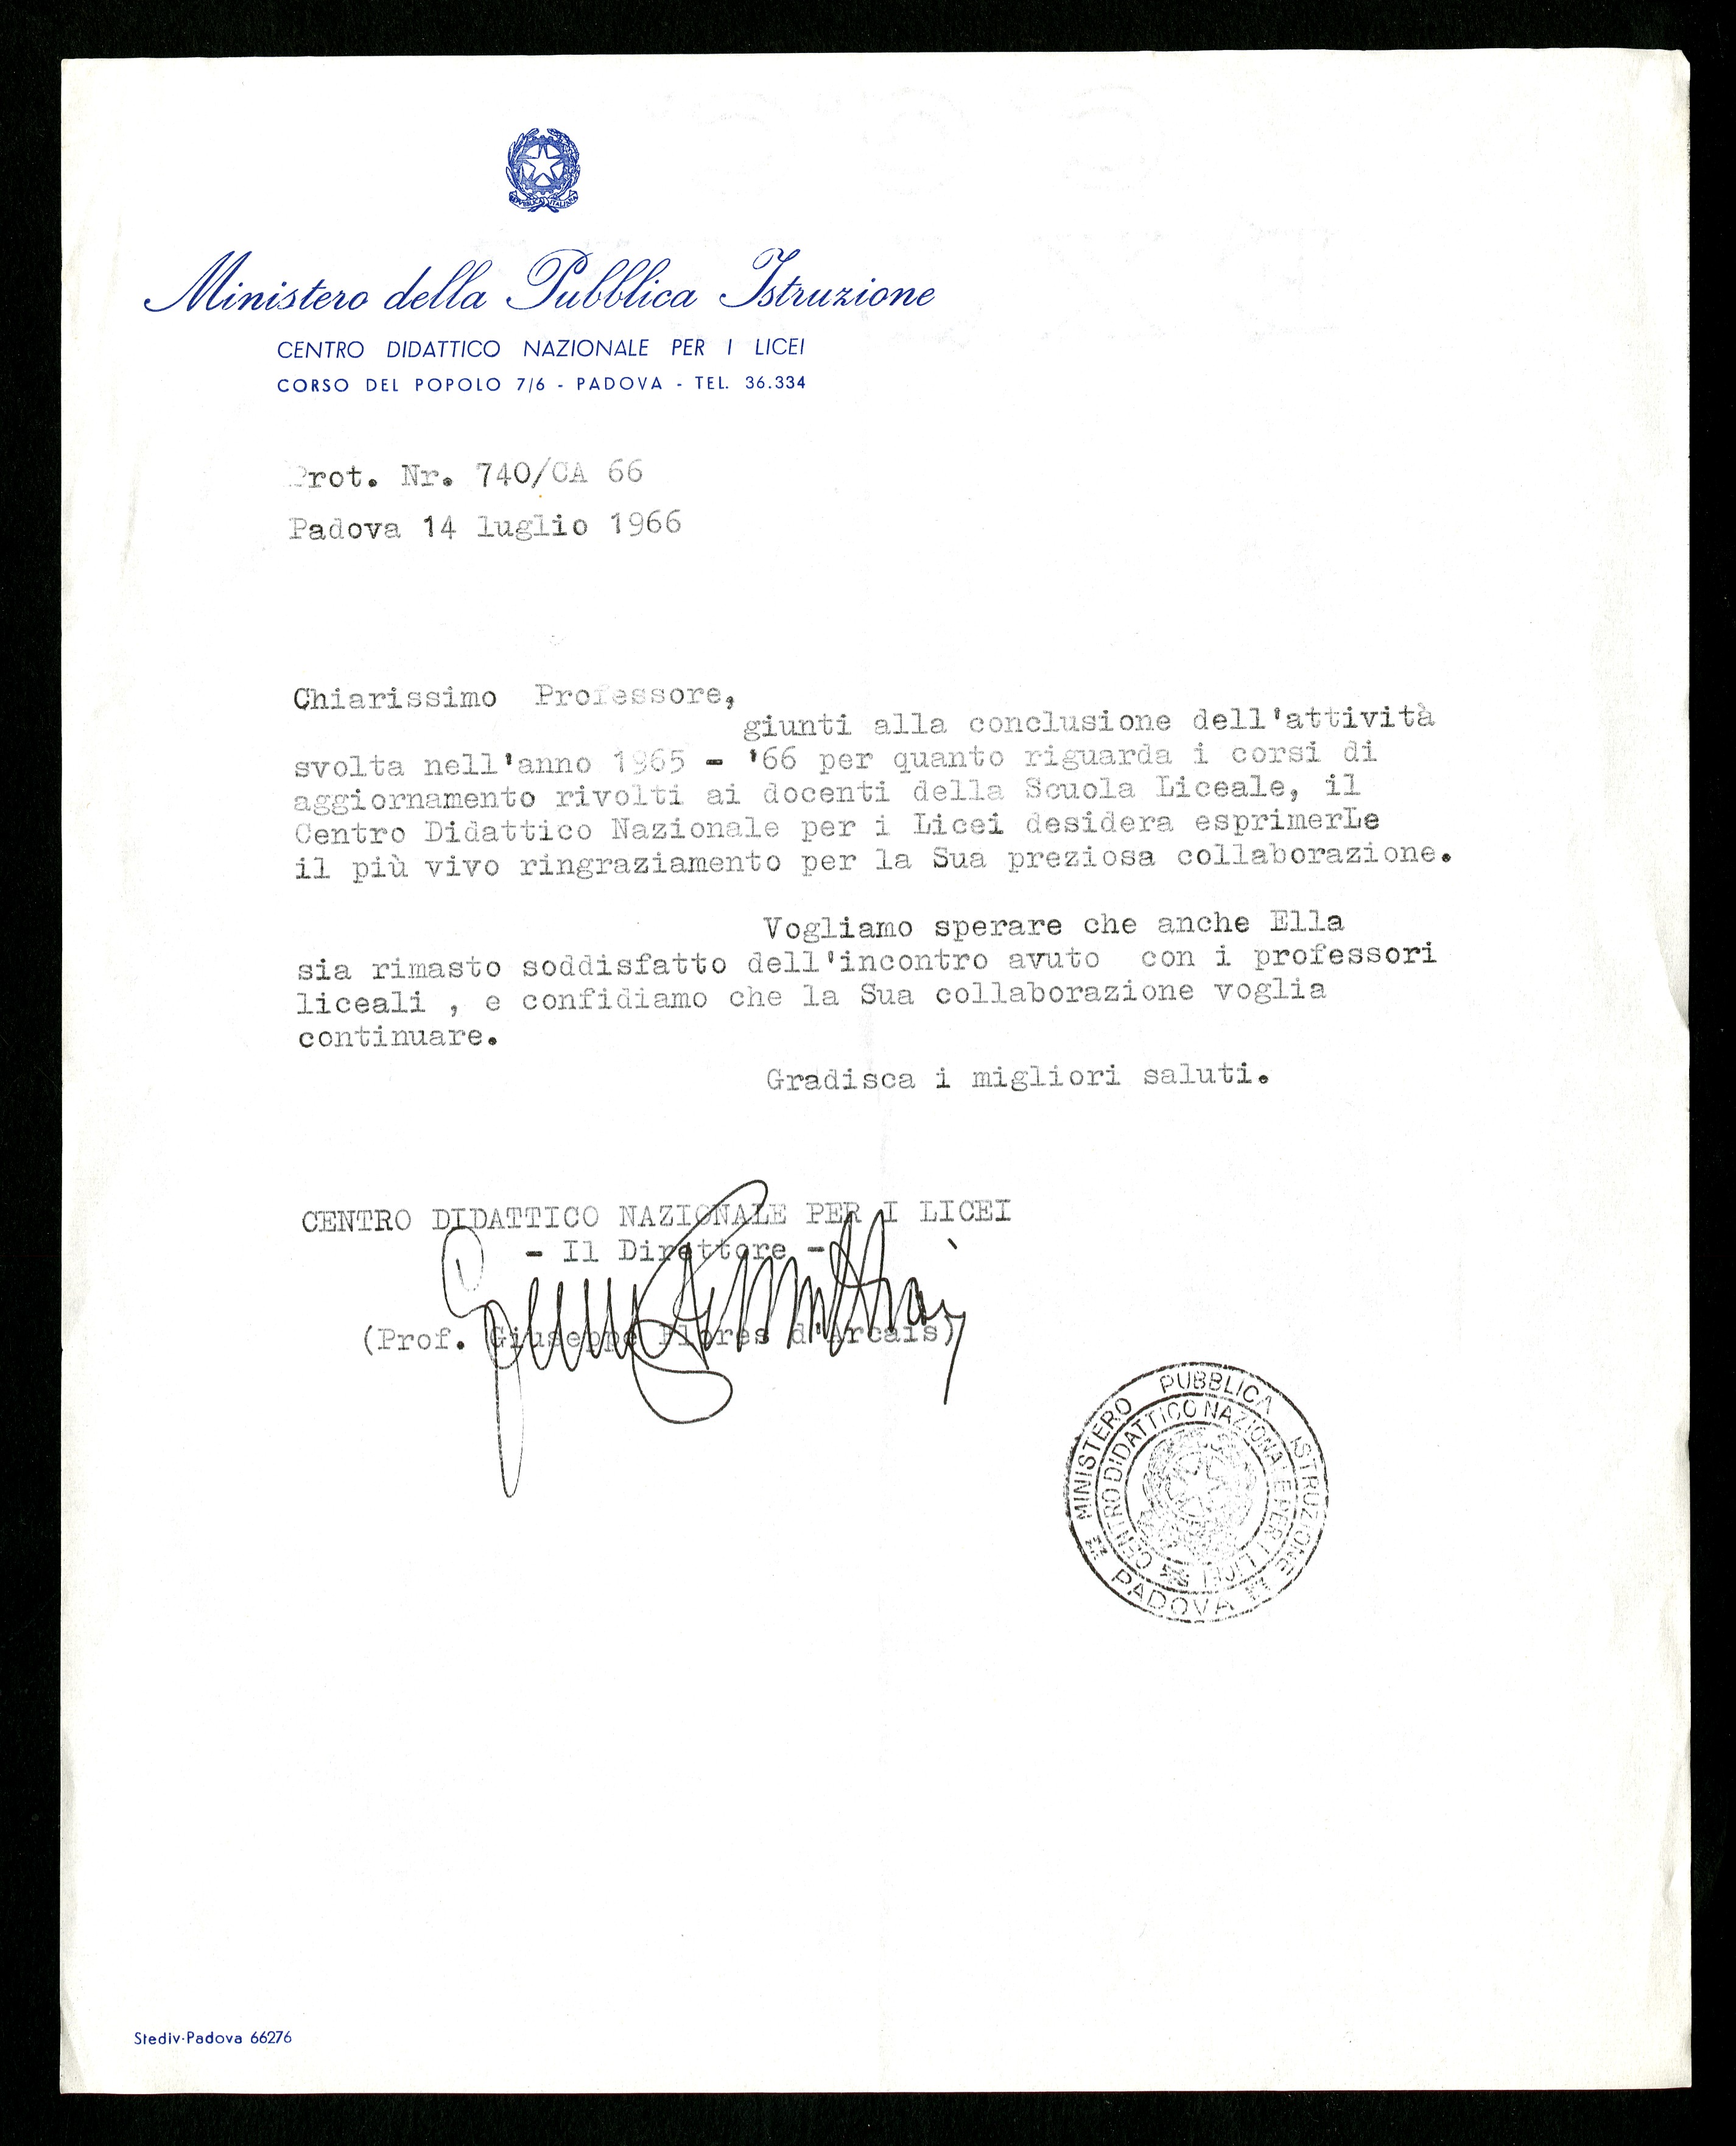 REPUBBLICA ITALIANA
Ministero della Pubblica Istruzione
CENTRO DIDATTICO NAZIONALE PER I LICEI
CORSO DEL POPOLO 7/6 - PADOVA - TEL. 36.334
Prot. Nr. 740/CA 66
Padova 14 luglio 1966
Chiarissimo Professore,
giunti alla conclusione dell'attività
svolta nell'anno 1965 - '66 per quanto riguarda i corsi di
aggiornamento rivolti ai docenti della Scuola Liceale, il
Centro Didattico Nazionale per i Licei desidera esprimerLe
il più vivo ringraziamento per la Sua preziosa collaborazione.
Vogliamo sperare che anche Ella
sia rimasto soddisfatto dell'incontro avuto con i professori
liceali , e confidiamo che la Sua collaborazione voglia
continuare.
Gradisca i migliori saluti.
CENTRO DIDATTICO NAZIONALE PER I LICEI
- Il Direttore -
(Prof. Giuseppe Flores d'Arcais)
MINISTERO PUBBLICA ISTRUZIONE
CENTRO DIDATTICO NAZIONALE PER I LICEI
PADOVA
Stediv-Padova 66276